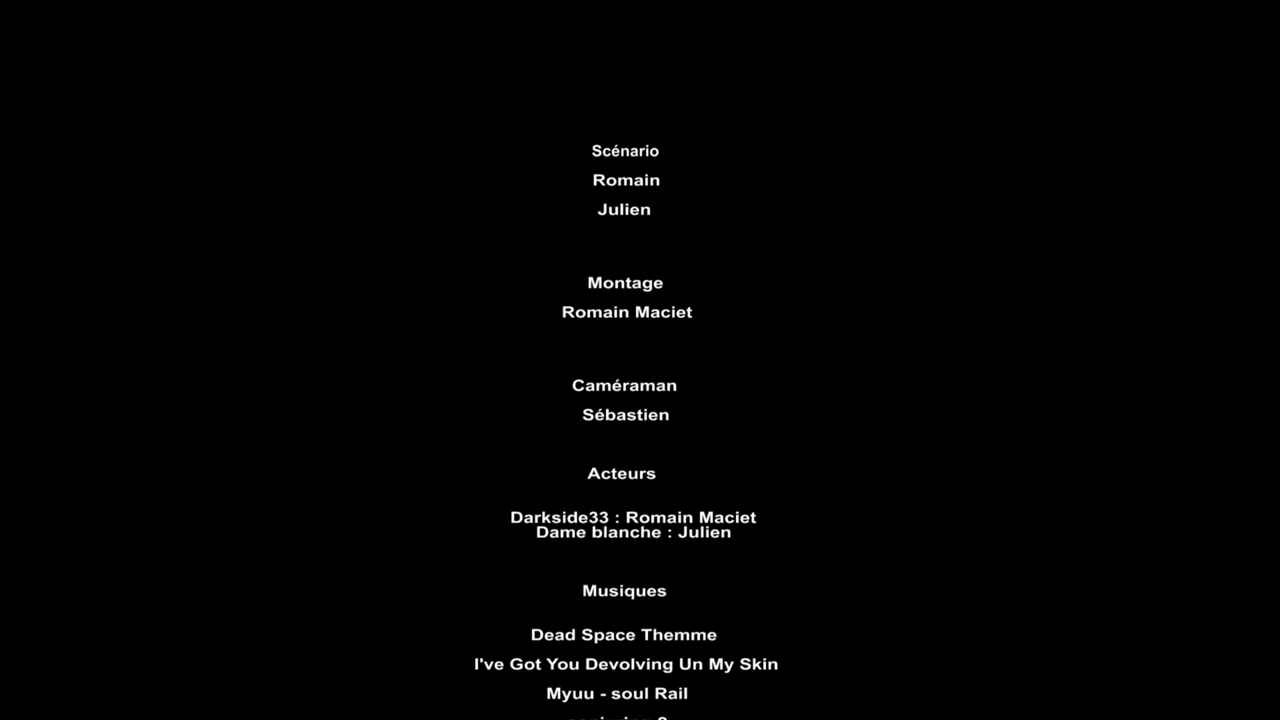 Scénario
Romain
Julien
Montage
Romain Maciet
Caméraman
Sébastien
Acteurs
Darkside33 : Romain Maciet
Dame blanche : Julien
Musiques
Dead Space Themme
I've Got You Devolving Un My Skin
Myuu - soul Rail